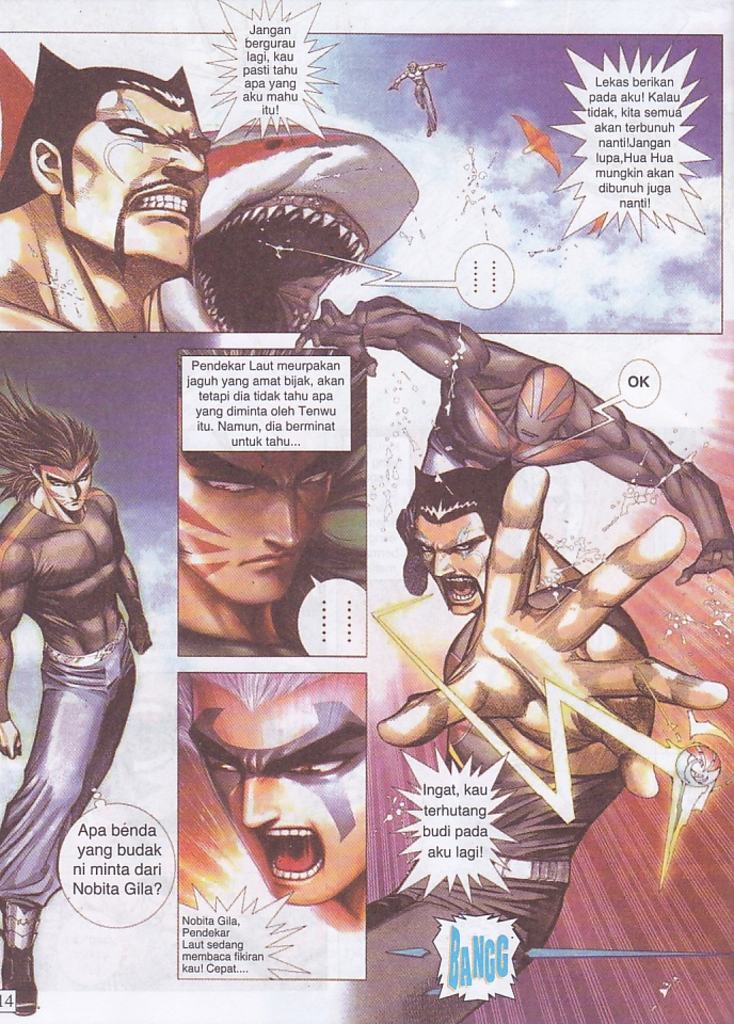 Jangan
bergurau
lagi, kau
pasti tahu
apa yang
aku mahu
itu!
Lekas berikan
pada aku! Kalau
tidak, kita semua
akan terbunuh
nanti!Jangan
lupa,Hua Hua
mungkin akan
dibunuh juga
nanti!
Pendekar Laut meurpakan
jaguh yang amat bijak, akan
tetapi dia tidak tahu apa
yang diminta oleh Tenwu
itu. Namun, dia berminat
untuk tahu...
OK
Apa benda
yang budak
ni minta dari
Nobita Gila?
Nobita Gila,
Pendekar
Laut sedang
membaca fikiran
kau! Cepat....
Ingat, kau
terhutang
budi pada
aku lagi!
BANGG
14